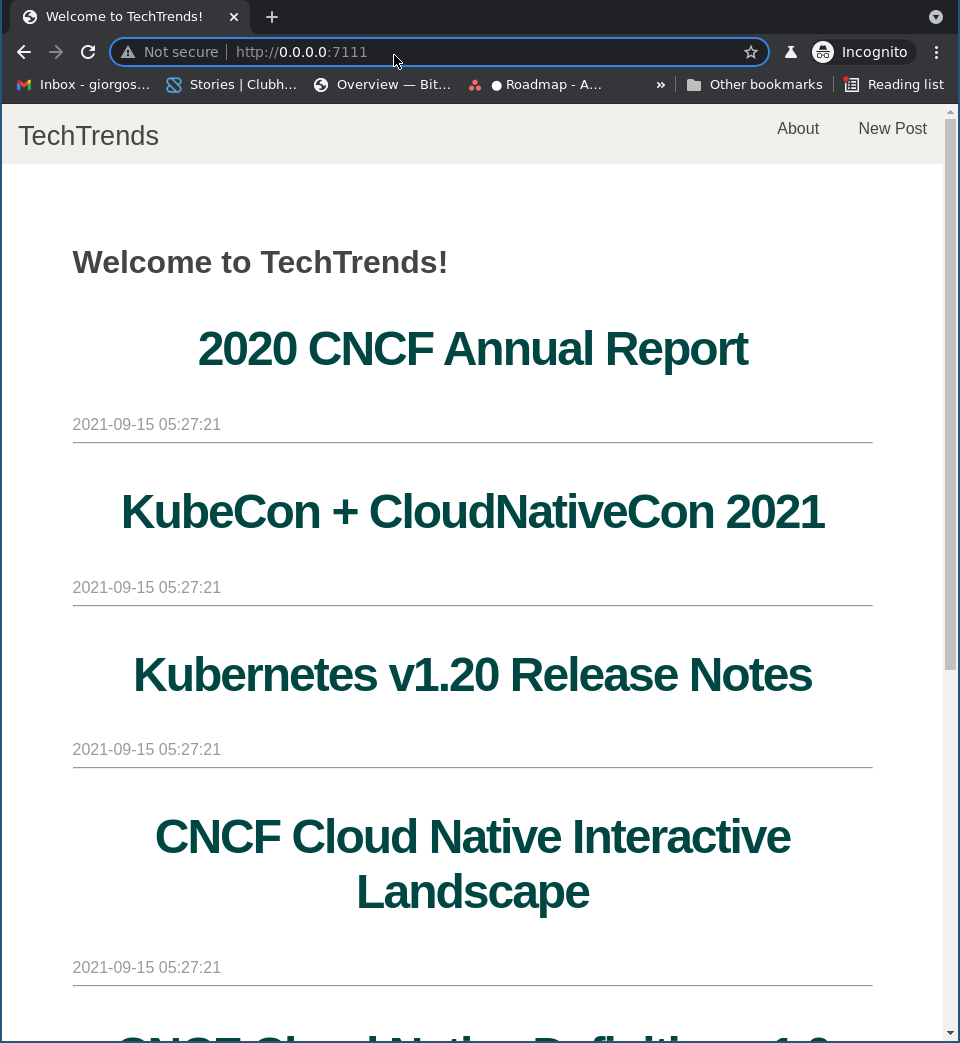 Welcome to TechTrends!
Not secure http://0.0.0.0:7111 Incognito
Inbox - giorgos... Stories | Clubh... Overview — Bit... Roadmap - A... » Other bookmarks Reading list
TechTrends About New Post
Welcome to TechTrends!
2020 CNCF Annual Report
2021-09-15 05:27:21
KubeCon + CloudNativeCon 2021
2021-09-15 05:27:21
Kubernetes v1.20 Release Notes
2021-09-15 05:27:21
CNCF Cloud Native Interactive
Landscape
2021-09-15 05:27:21